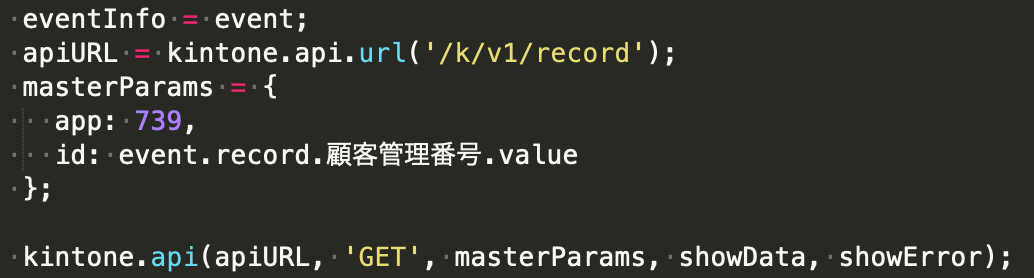 eventInfo = event;
apiURL = kintone.api.url('/k/v1/record');
masterParams = {
app: 739,
id: event.record.顧客管理番号.value
};
kintone.api(apiURL, 'GET', masterParams, showData, showError);